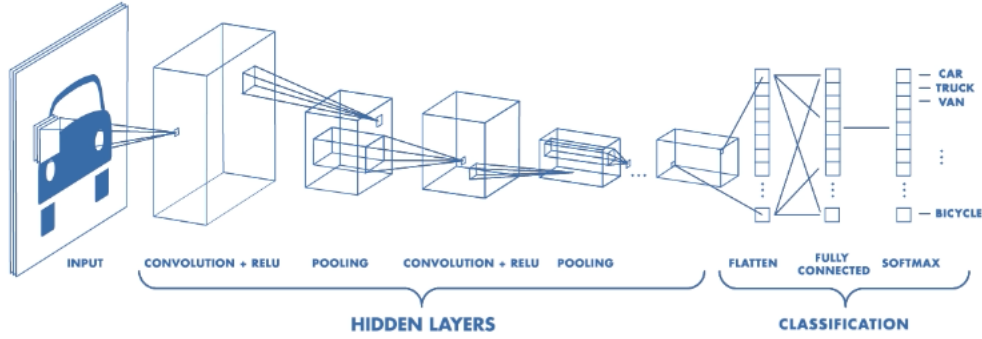 CAR
TRUCK
VAN
BICYCLE
INPUT
CONVOLUTION + RELU
POOLING
CONVOLUTION + RELU
POOLING
FLATTEN
FULLY
CONNECTED
SOFTMAX
HIDDEN LAYERS
CLASSIFICATION